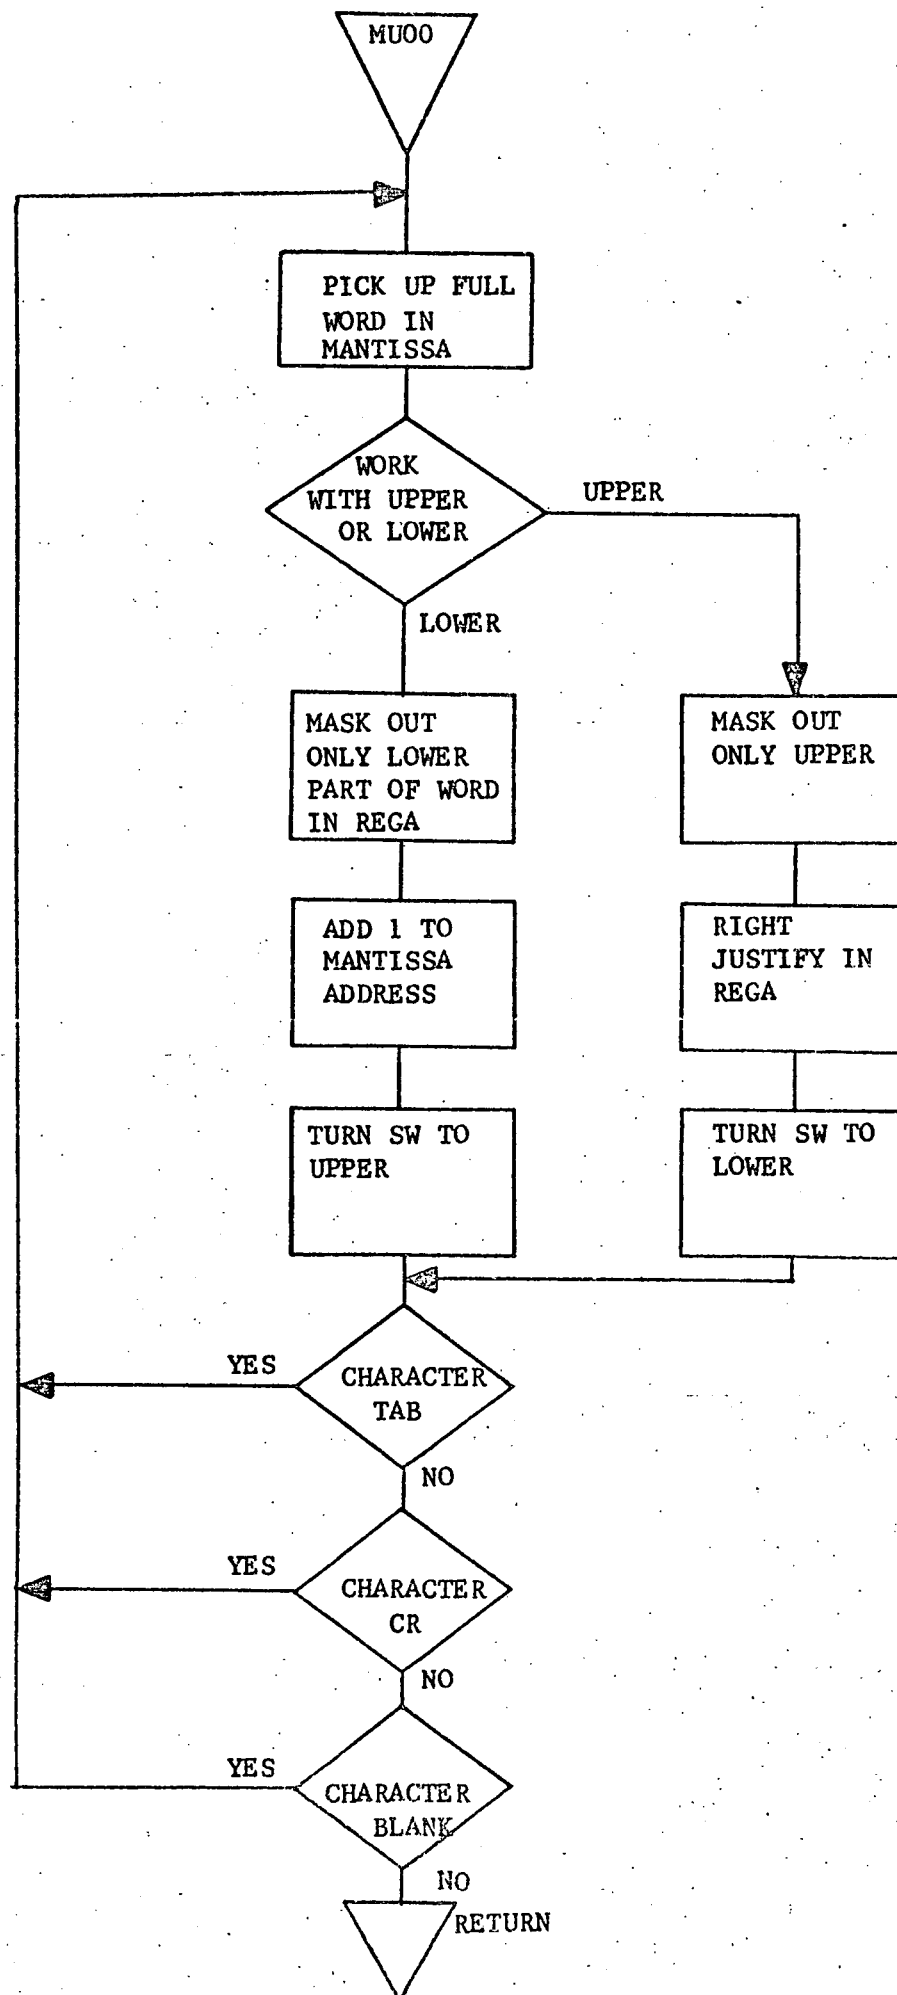 MU00
PICK UP FULL
WORD IN
MANTISSA
WORK
WITH UPPER
OR LOWER
UPPER
LOWER
MASK OUT
ONLY LOWER
PART OF WORD
IN REGA
MASK OUT
ONLY UPPER
ADD 1 TO
MANTISSA
ADDRESS
RIGHT
JUSTIFY IN
REGA
TURN SW TO
UPPER
TURN SW TO
LOWER
YES
CHARACTER
TAB
NO
YES
CHARACTER
CR
NO
YES
CHARACTER
BLANK
NO
RETURN